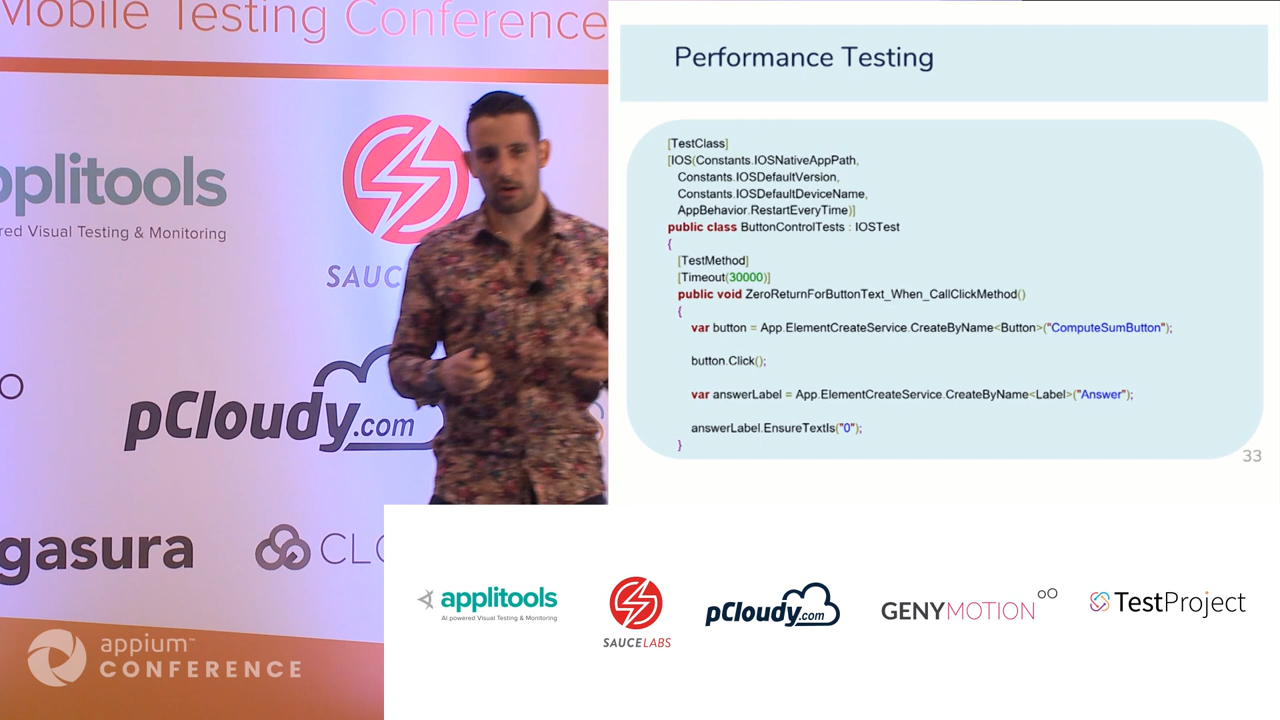 Mobile Testing Conference
applitools
Visual Testing & Monitoring
SAUC
pCloudy.com
gasura
CLO
appium™
CONFERENCE
Performance Testing
[TestClass]
[IOS(Constants.IOSNativeAppPath,
Constants.IOSDefaultVersion,
Constants.IOSDefaultDeviceName,
AppBehavior.RestartEveryTime)]
public class ButtonControlTests : IOSTest
{
[TestMethod]
[Timeout(30000)]
public void ZeroReturnForButtonText_When_CallClickMethod()
{
var button = App.ElementCreateService.CreateByName<Button>("ComputeSumButton");
button.Click();
var answerLabel = App.ElementCreateService.CreateByName<Label>("Answer");
answerLabel.EnsureTextIs("0");
}
33
applitools
AI powered Visual Testing & Monitoring
SAUCELABS
pCloudy.com
GENYMOTION
TestProject